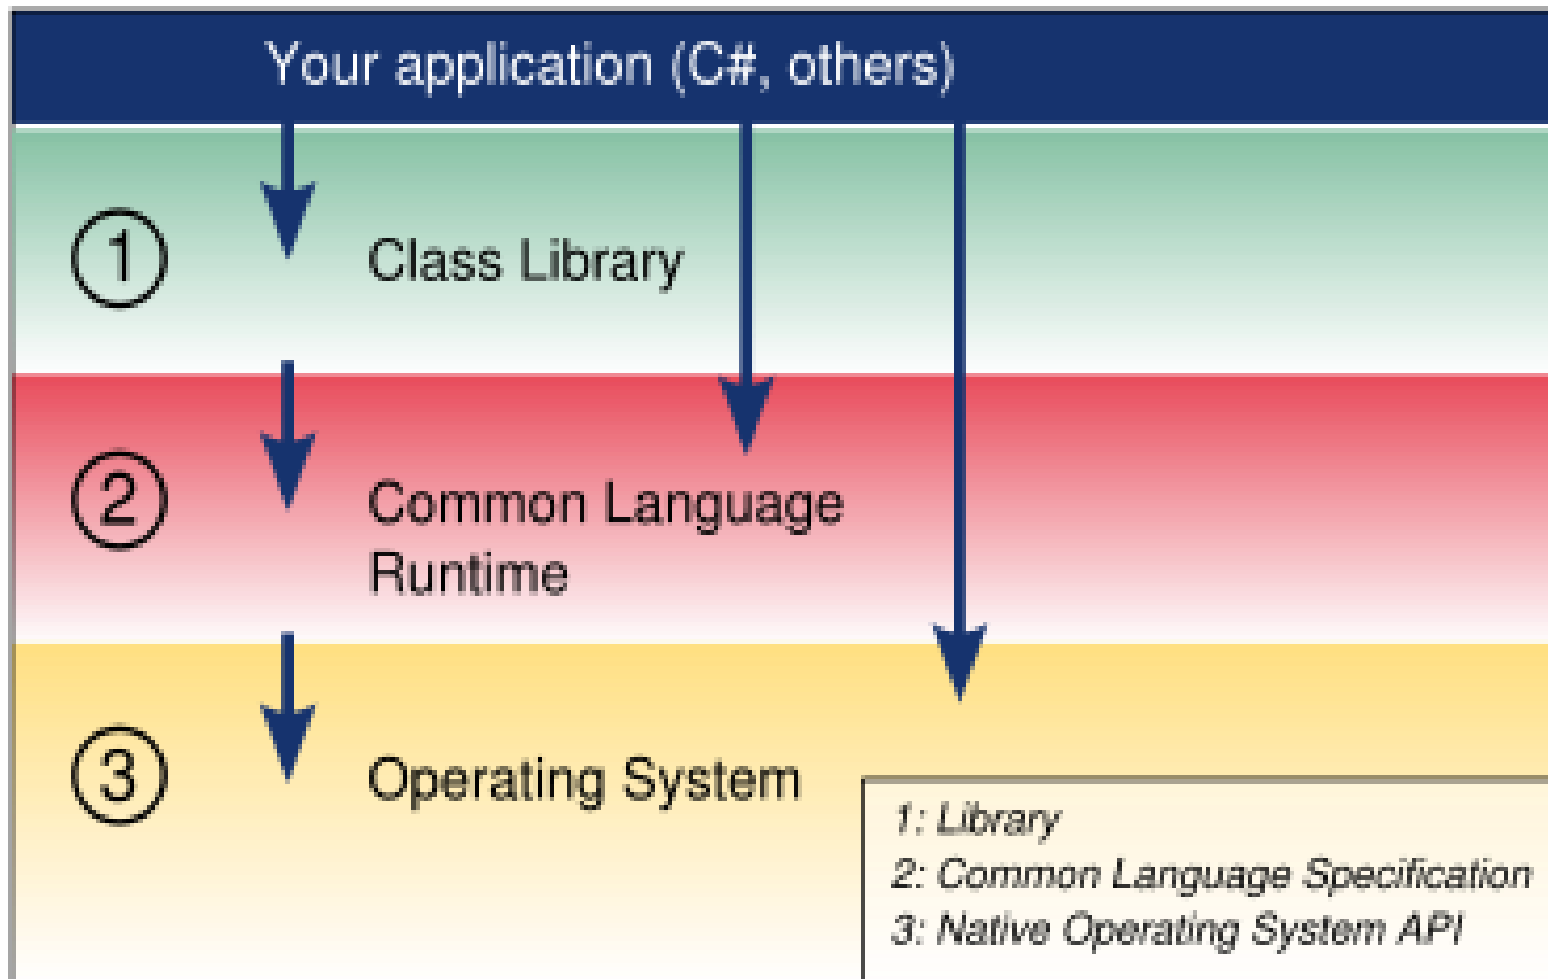 Your application (C#, others)
1
Class Library
2
Common Language
Runtime
3
Operating System
1: Library
2: Common Language Specification
3: Native Operating System API